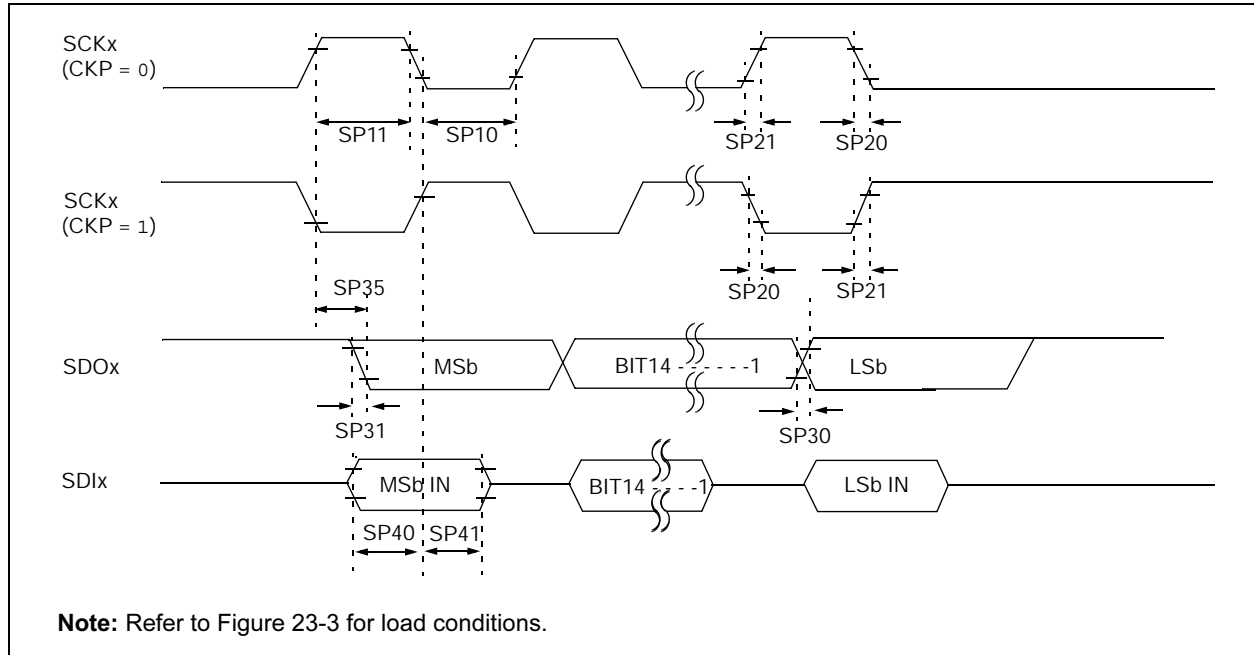 SCKx
(CKP = 0)
SP11
SP10
SP21
SP20
SCKx
(CKP = 1)
SP35
SP20
SP21
SDOx
MSb
BIT14 - - - - - -1
LSb
SP31
SP30
SDIx
MSb IN
BIT14 - - - -1
LSb IN
SP40
SP41
Note: Refer to Figure 23-3 for load conditions.